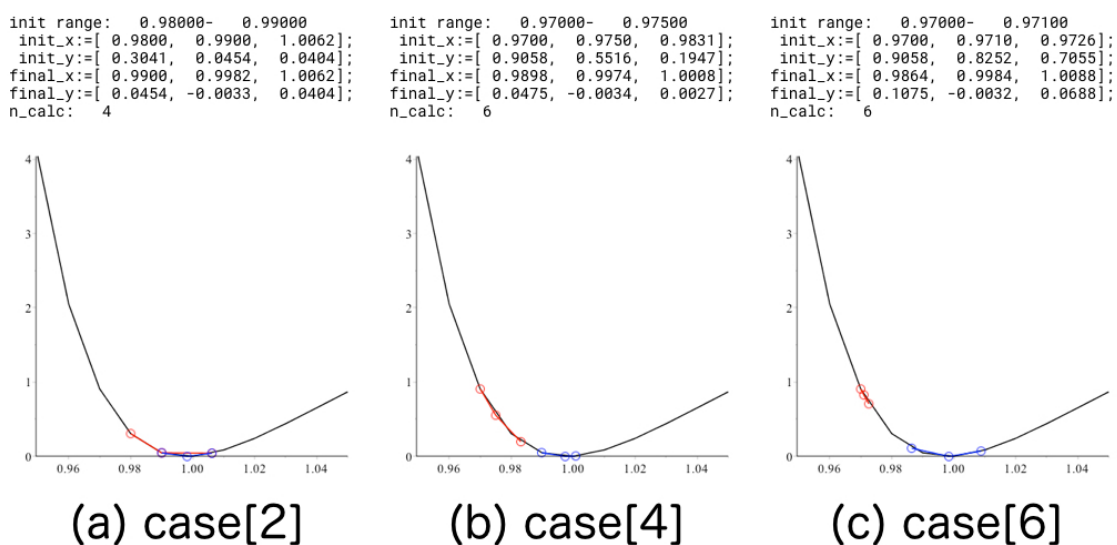 init range:   0.98000-   0.99000
init_x:=[ 0.9800,  0.9900,  1.0062];
init_y:=[ 0.3041,  0.0454,  0.0404];
final_x:=[ 0.9900,  0.9982,  1.0062];
final_y:=[ 0.0454, -0.0033,  0.0404];
n_calc:   4
4
3
2
1
0
0.96 0.98 1.00 1.02 1.04
(a) case[2]
init range:   0.97000-   0.97500
init_x:=[ 0.9700,  0.9750,  0.9831];
init_y:=[ 0.9058,  0.5516,  0.1947];
final_x:=[ 0.9898,  0.9974,  1.0008];
final_y:=[ 0.0475, -0.0034,  0.0027];
n_calc:   6
4
3
2
1
0
0.96 0.98 1.00 1.02 1.04
(b) case[4]
init range:   0.97000-   0.97100
init_x:=[ 0.9700,  0.9710,  0.9726];
init_y:=[ 0.9058,  0.8252,  0.7055];
final_x:=[ 0.9864,  0.9984,  1.0088];
final_y:=[ 0.1075, -0.0032,  0.0688];
n_calc:   6
4
3
2
1
0
0.96 0.98 1.00 1.02 1.04
(c) case[6]